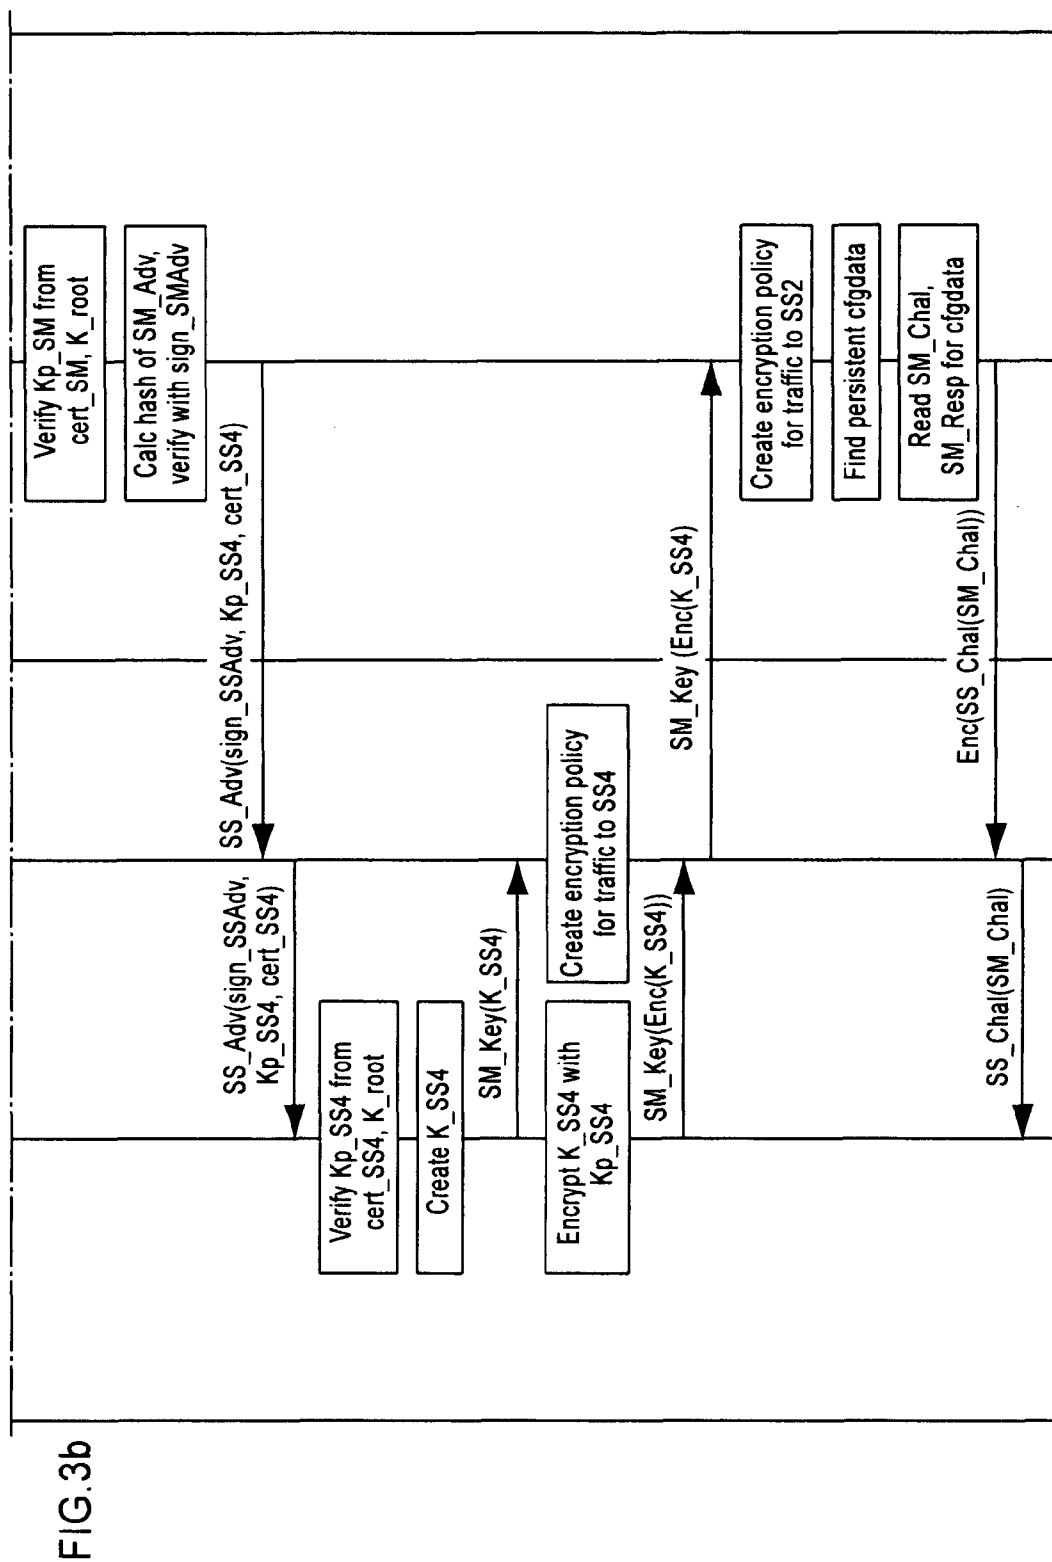 FIG.3b
Verify Kp_SM from
cert_SM, K_root
Calc hash of SM_Adv,
verify with sign_SMAdv
SS_Adv(sign_SSAdv, Kp_SS4, cert_SS4)
SS_Adv(sign_SSAdv,
Kp_SS4, cert_SS4)
Verify Kp_SS4 from
cert_SS4, K_root
Create K_SS4
SM_Key(K_SS4)
Encrypt K_SS4 with
Kp_SS4
Create encryption policy
for traffic to SS4
SM_Key(Enc(K_SS4))
SM_Key (Enc(K_SS4)
Create encryption policy
for traffic to SS2
Find persistent cfgdata
Read SM_Chal,
SM_Resp for cfgdata
Enc(SS_Chal(SM_Chal))
SS_Chal(SM_Chal)